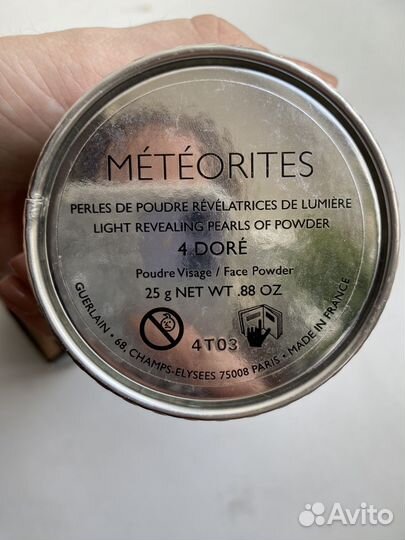 MÉTÉORITES
PERLES DE POUDRE RÉVÉLATRICES DE LUMIÈRE
LIGHT REVEALING PEARLS OF POWDER
4 DORÉ
Poudre Visage / Face Powder
25 g NET WT .88 OZ
4T03
GUERLAIN • 68, CHAMPS-ELYSEES 75008 PARIS • MADE IN FRANCE
Avito